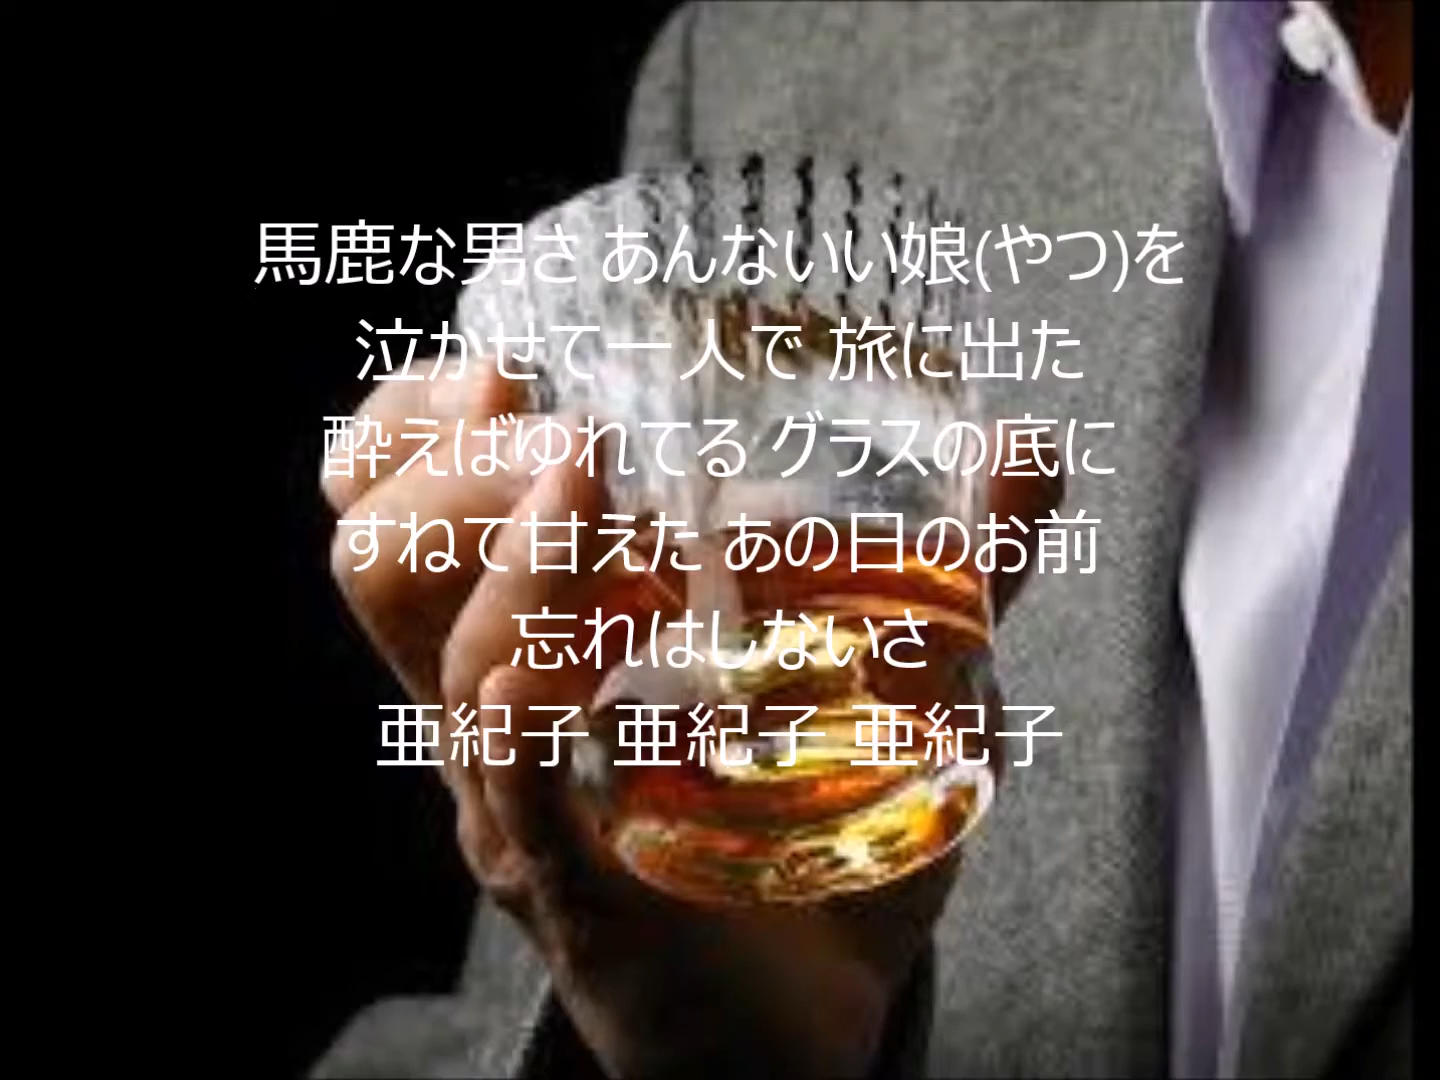 馬鹿な男さ あんないい娘(やつ)を
泣かせて一人で 旅に出た
酔えばゆれてる グラスの底に
すねて甘えた あの日のお前
忘れはしないさ
亜紀子 亜紀子 亜紀子